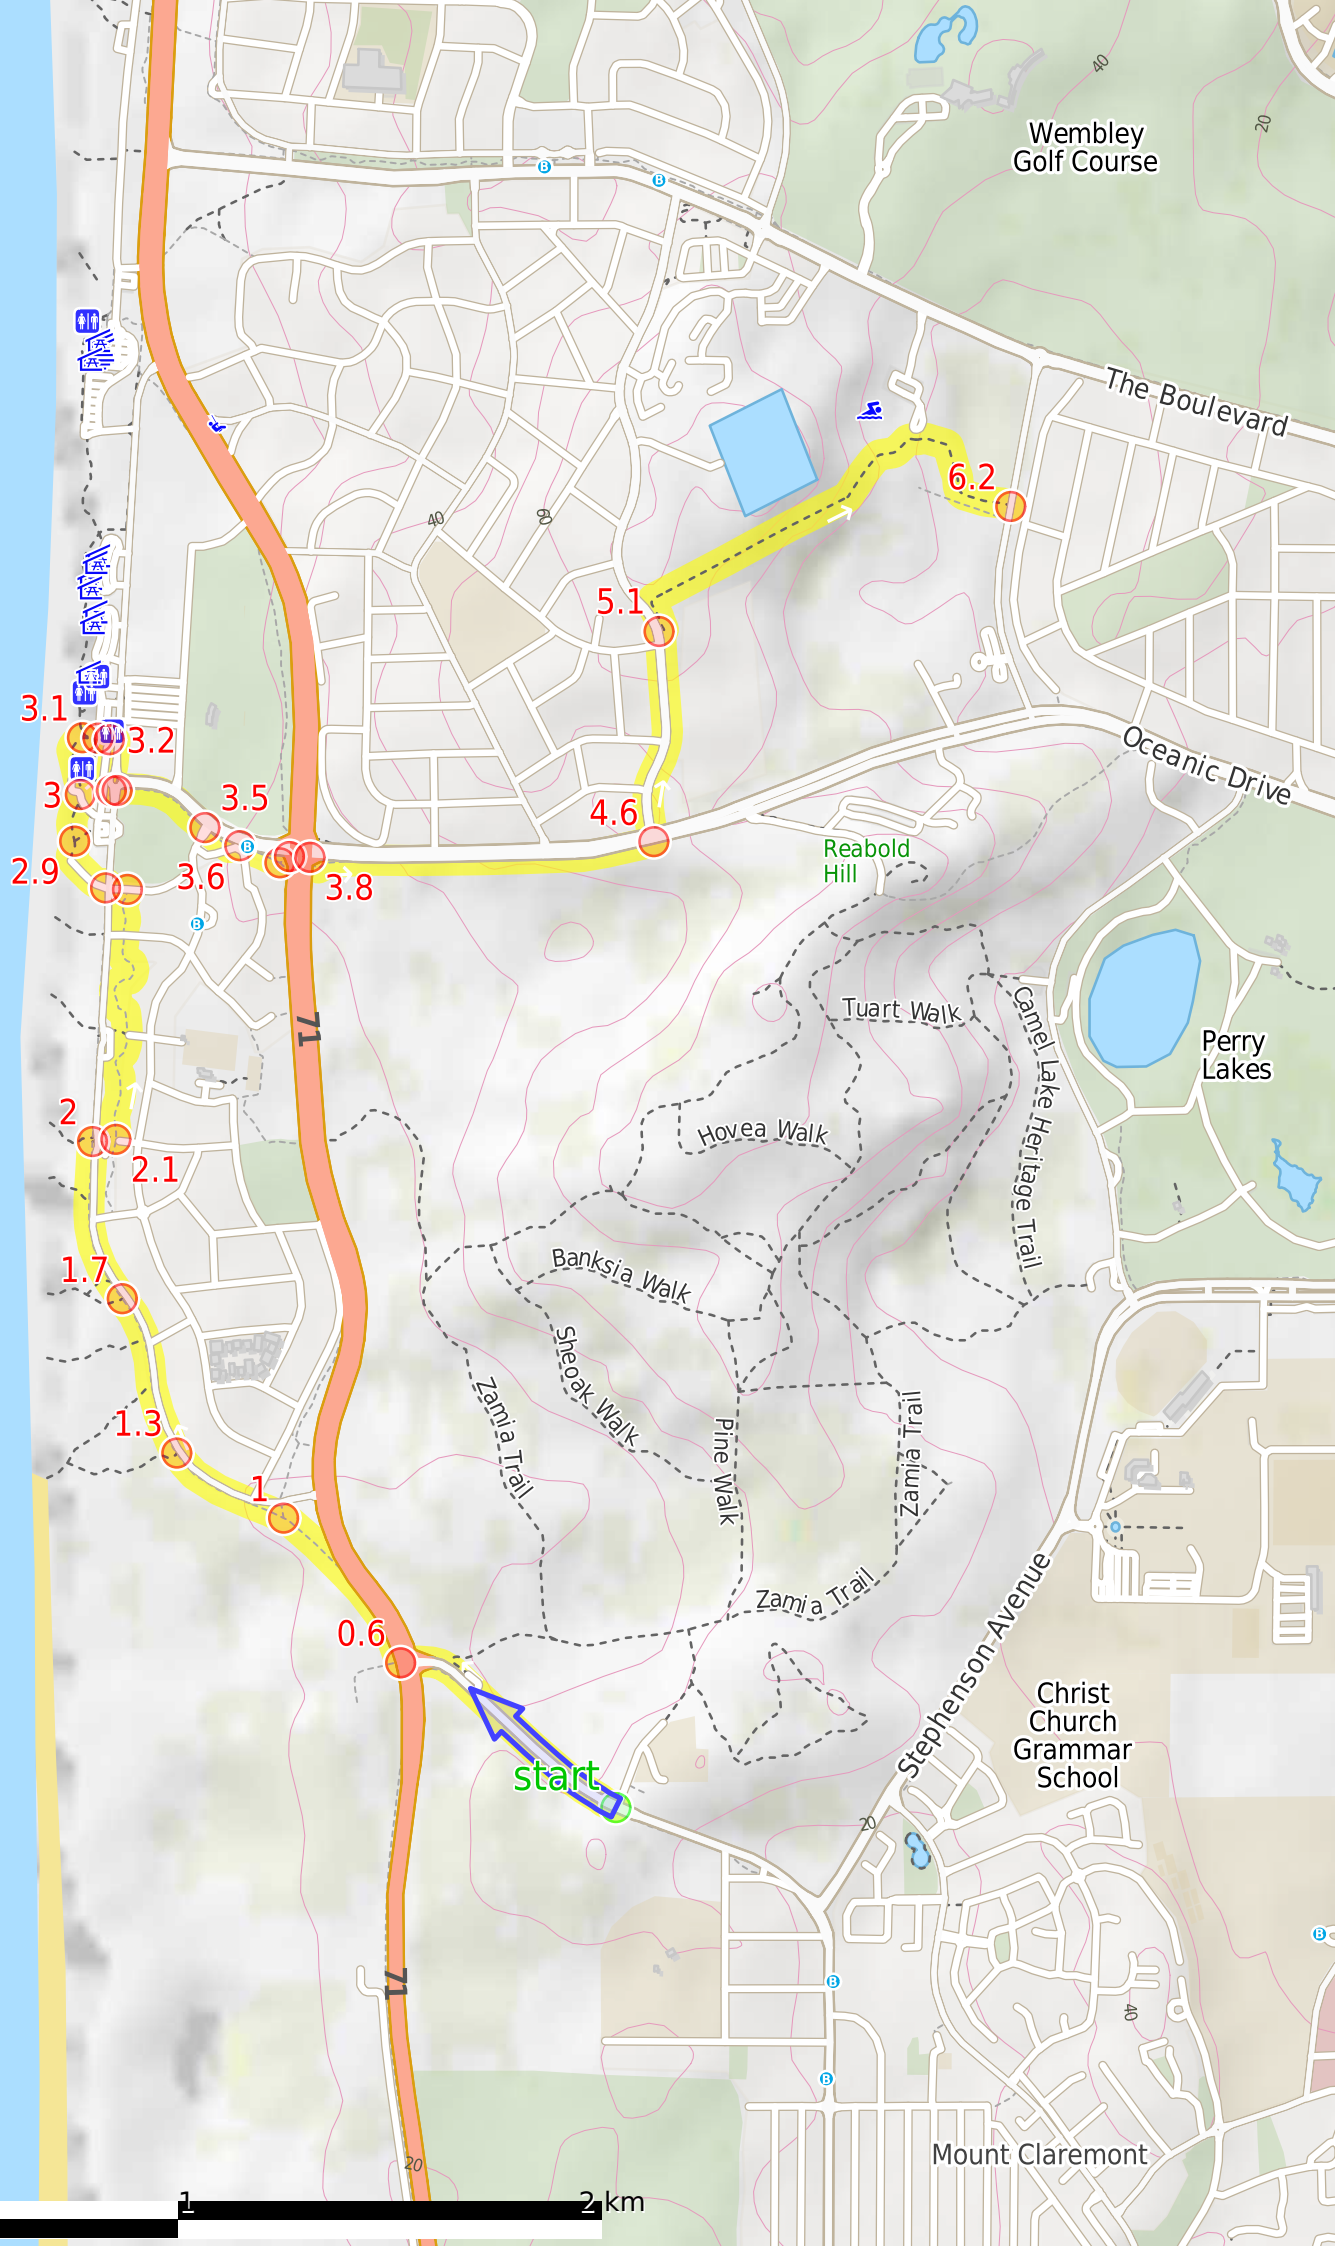 40
20
Wembley
Golf Course
B
B
The Boulevard
6.2
40
60
5.1
3.1
3.2
Oceanic Drive
3
3.5
4.6
B
Reabold
Hill
2.9
3.6
3.8
B
Tuart Walk
Camel Lake Heritage Trail
71
Perry
Lakes
2
Hovea Walk
2.1
1.7
Banksia Walk
Sheoak Walk
Zamia Trail
Pine Walk
Zamia Trail
1.3
1
Zamia Trail
Stephenson Avenue
0.6
Christ
Church
Grammar
School
start
20
B
71
B
40
B
Mount Claremont
20
1
2 km